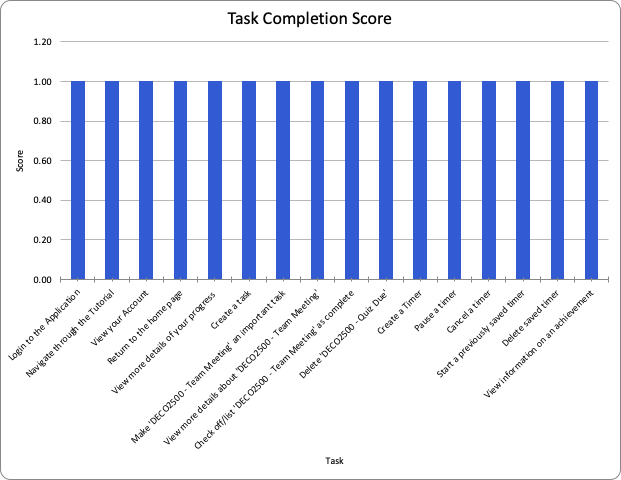 Task Completion Score
1.20
1.00
0.80
0.60
0.40
0.20
0.00
Score
Login to the Application
Navigate through the Tutorial
View your Account
Return to the home page
View more details of your progress
Create a task
Make 'DECO2500 - Team Meeting' an important task
View more details about 'DECO2500 - Team Meeting'
Check off/list 'DECO2500 - Team Meeting' as complete
Delete 'DECO2500 - Quiz Due'
Create a Timer
Pause a timer
Cancel a timer
Start a previously saved timer
Delete saved timer
View information on an achievement
Task